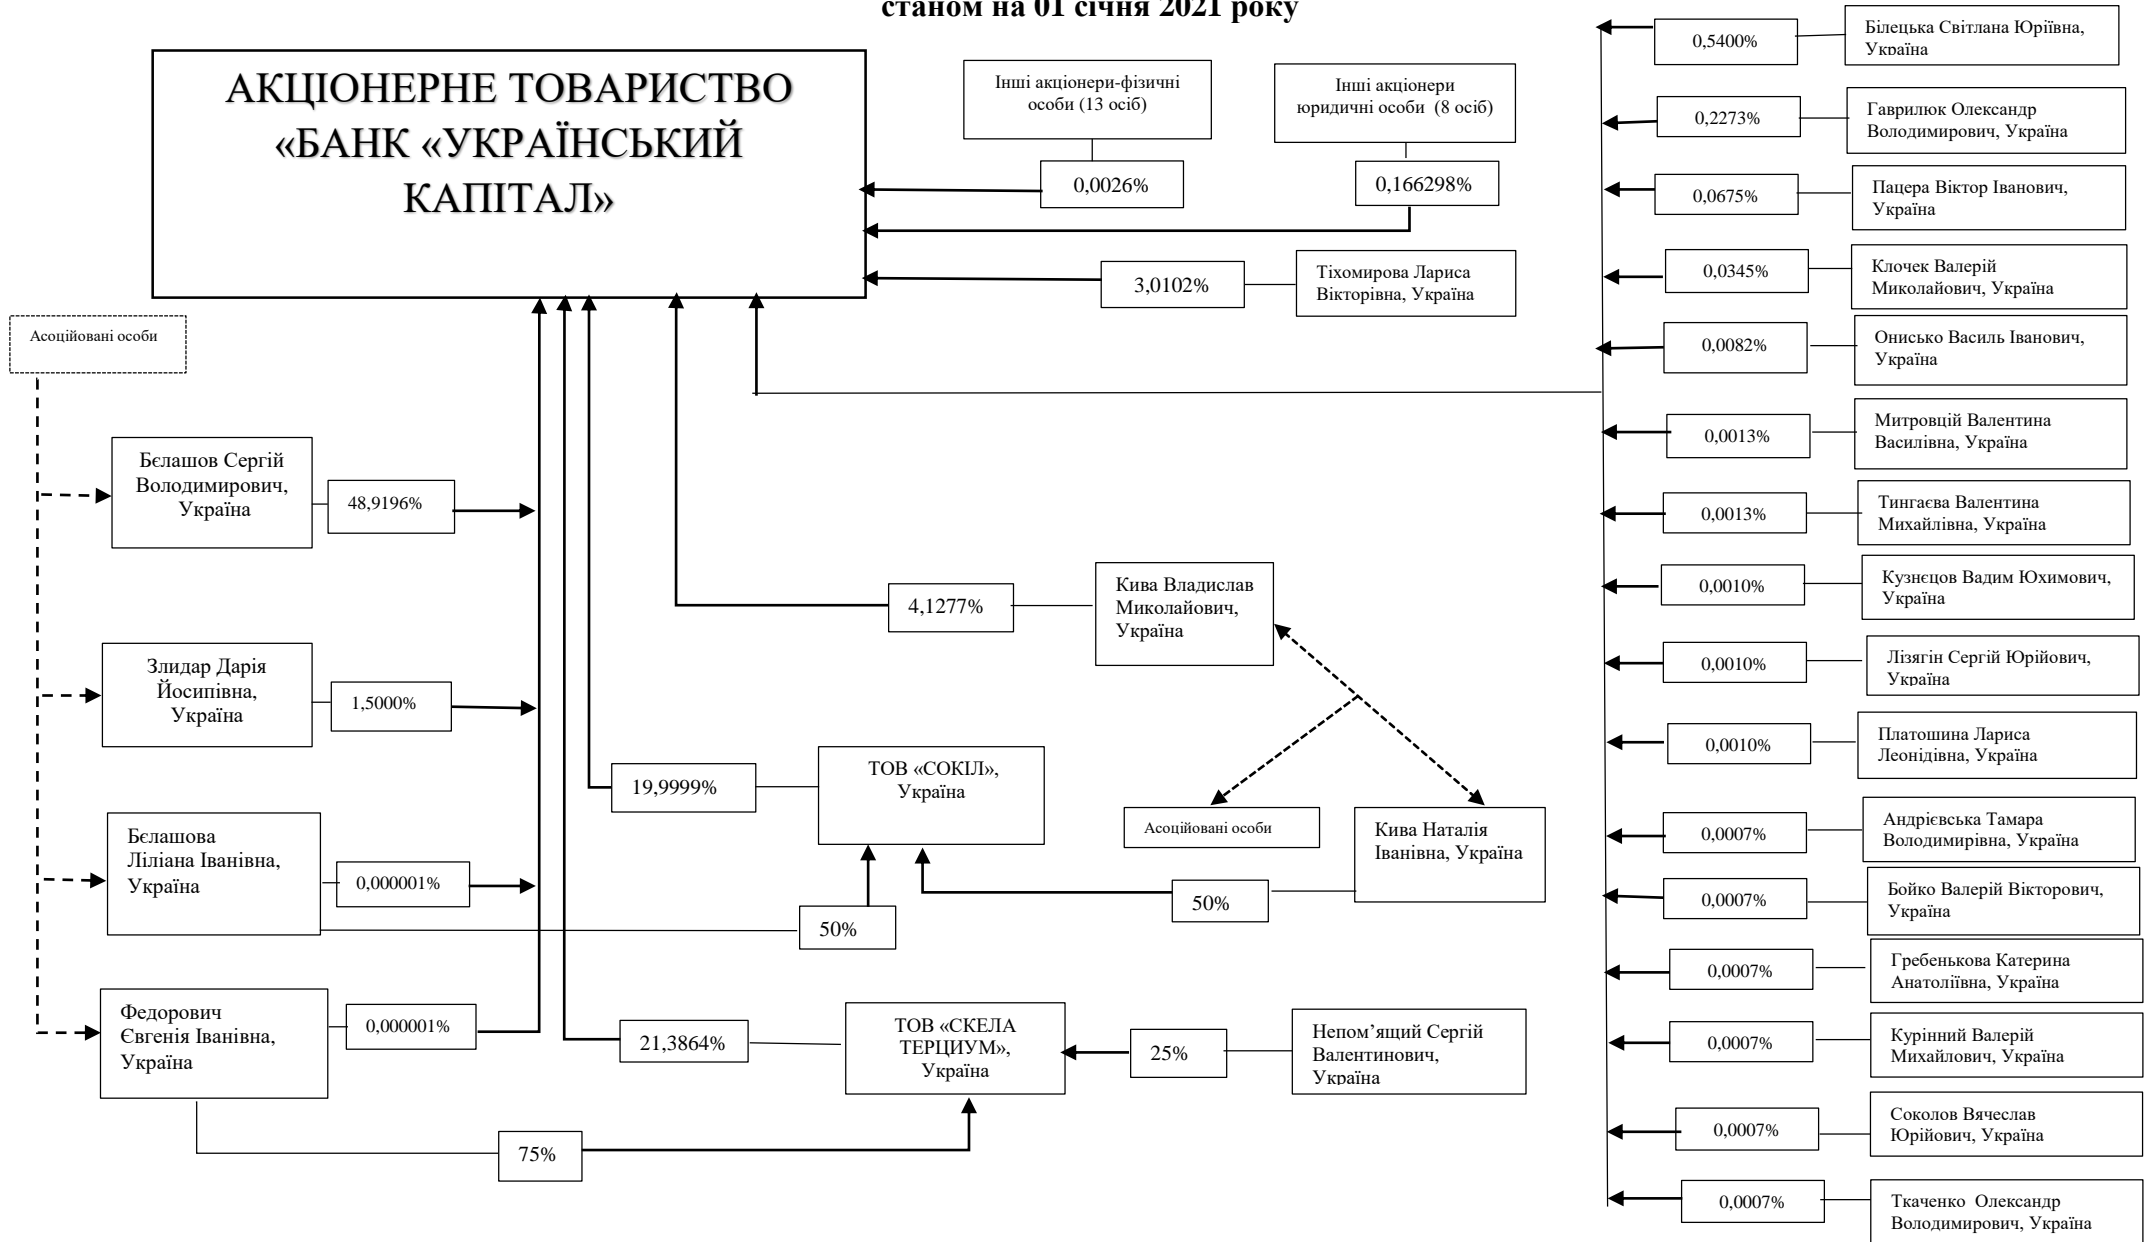 станом на 01 січня 2021 року
АКЦІОНЕРНЕ ТОВАРИСТВО
«БАНК «УКРАЇНСЬКИЙ
КАПІТАЛ»
Інші акціонери-фізичні
особи (13 осіб)
0,0026%
Інші акціонери
юридичні особи (8 осіб)
0,166298%
3,0102%
Тіхомирова Лариса
Вікторівна, Україна
Асоційовані особи
Бєлашов Сергій
Володимирович,
Україна
48,9196%
Злидар Дарія
Йосипівна,
Україна
1,5000%
Бєлашова
Ліліана Іванівна,
Україна
0,000001%
50%
Федорович
Євгенія Іванівна,
Україна
0,000001%
75%
4,1277%
Кива Владислав
Миколайович,
Україна
19,9999%
ТОВ «СОКІЛ»,
Україна
Асоційовані особи
Кива Наталія
Іванівна, Україна
50%
21,3864%
ТОВ «СКЕЛА
ТЕРЦИУМ»,
Україна
25%
Непом’ящий Сергій
Валентинович,
Україна
0,5400%
Білецька Світлана Юріївна,
Україна
0,2273%
Гаврилюк Олександр
Володимирович, Україна
0,0675%
Пацера Віктор Іванович,
Україна
0,0345%
Клочек Валерій
Миколайович, Україна
0,0082%
Онисько Василь Іванович,
Україна
0,0013%
Митровцій Валентина
Василівна, Україна
0,0013%
Тингаєва Валентина
Михайлівна, Україна
0,0010%
Кузнєцов Вадим Юхимович,
Україна
0,0010%
Лізягін Сергій Юрійович,
Україна
0,0010%
Платошина Лариса
Леонідівна, Україна
0,0007%
Андрієвська Тамара
Володимирівна, Україна
0,0007%
Бойко Валерій Вікторович,
Україна
0,0007%
Гребенькова Катерина
Анатоліївна, Україна
0,0007%
Курінний Валерій
Михайлович, Україна
0,0007%
Соколов Вячеслав
Юрійович, Україна
0,0007%
Ткаченко Олександр
Володимирович, Україна